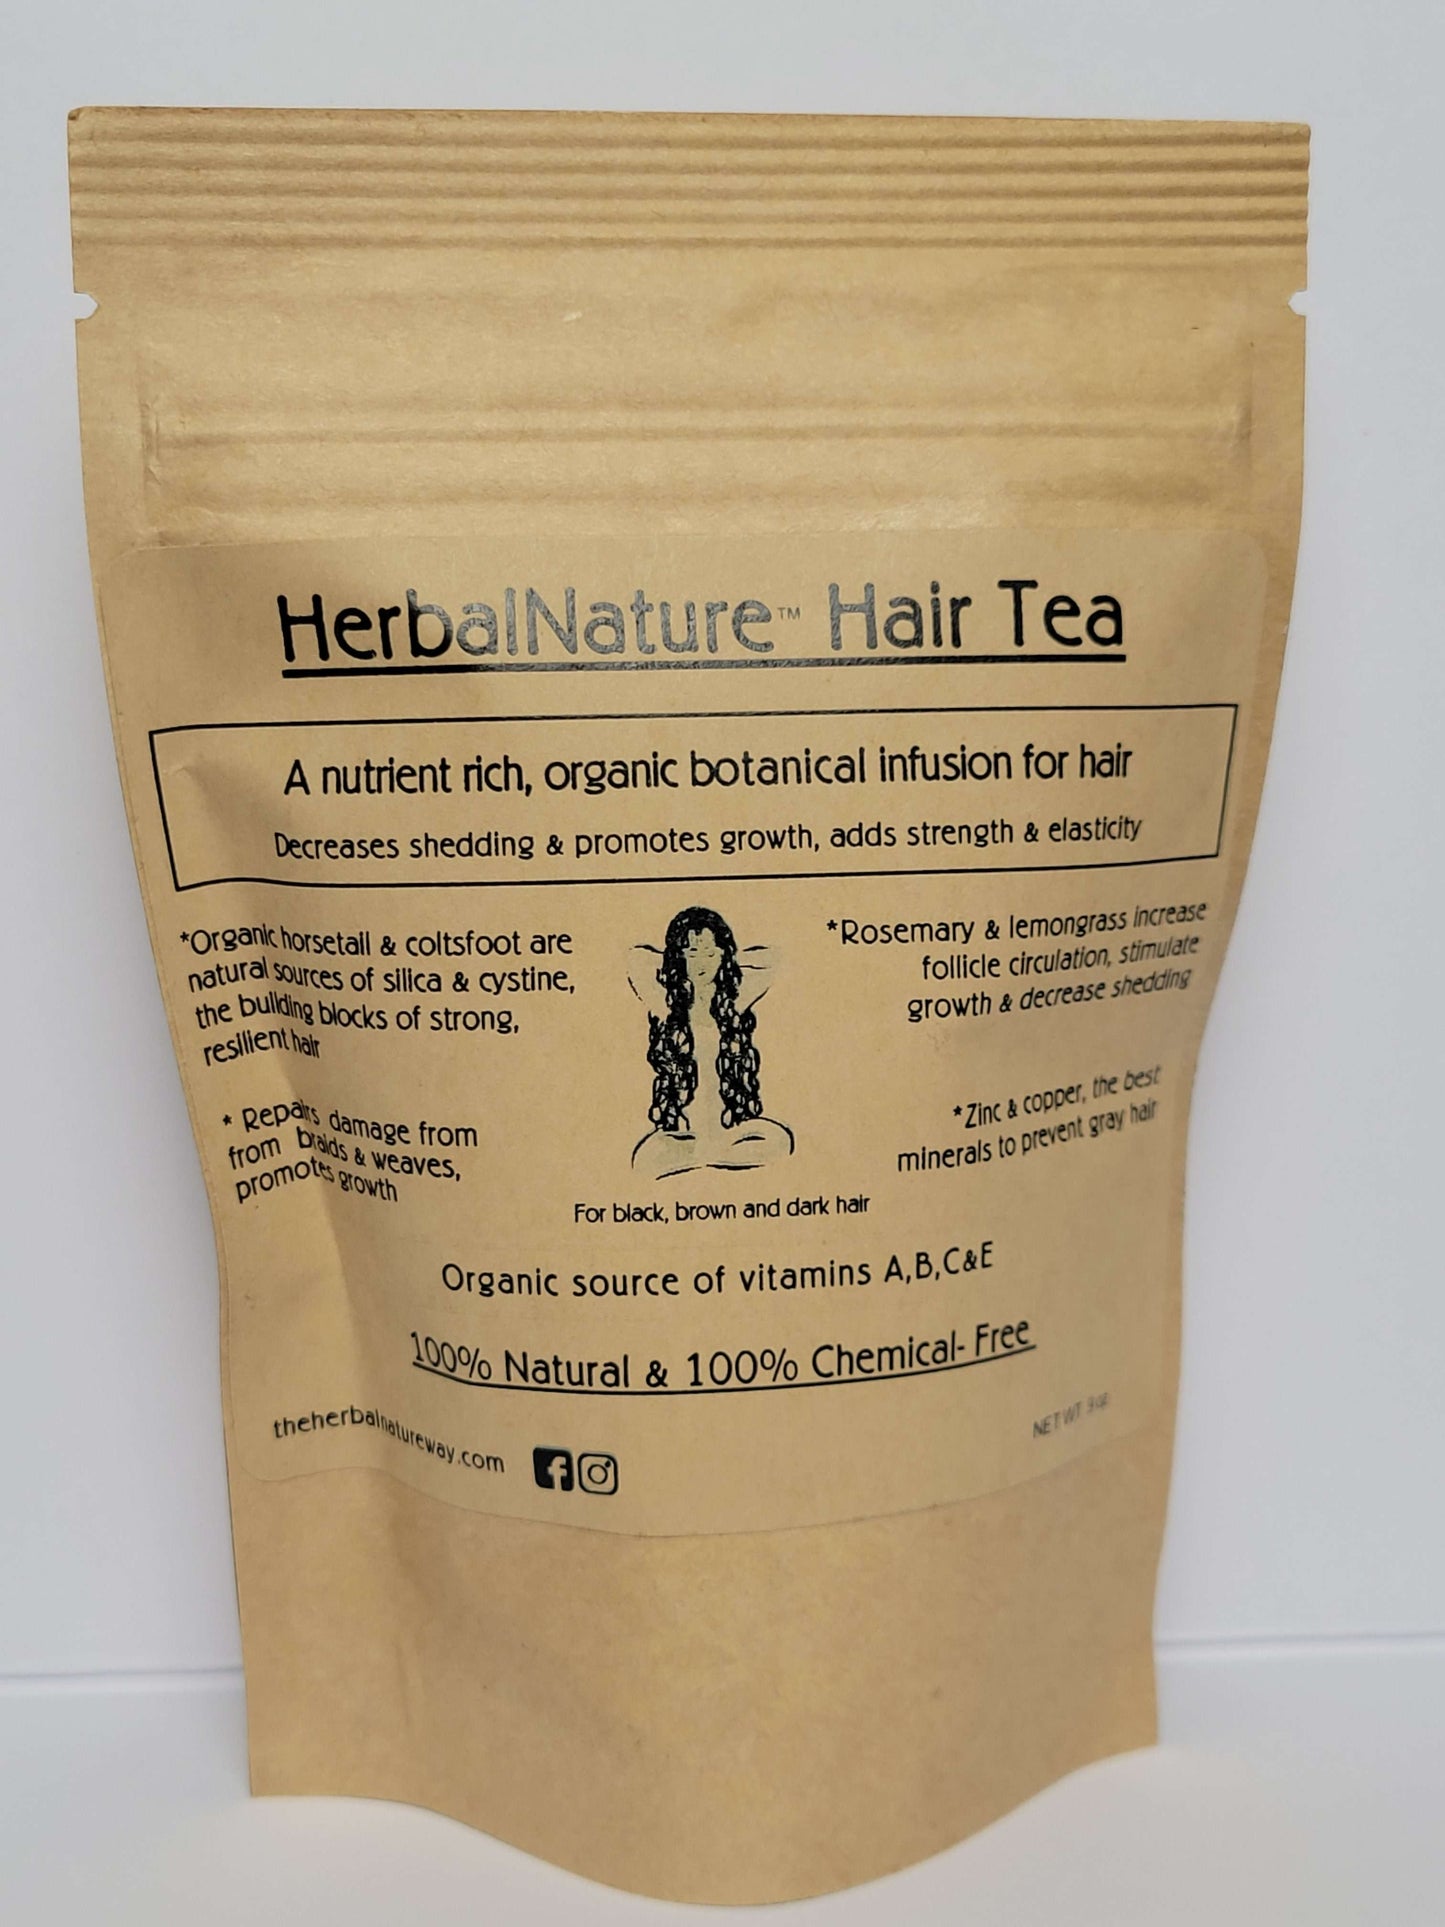 HerbalNature™ Hair Tea
A nutrient rich, organic botanical infusion for hair
Decreases shedding & promotes growth, adds strength & elasticity
*Organic horsetail & coltsfoot are
natural sources of silica & cystine,
the building blocks of strong,
resilient hair
* Repairs damage from
from braids & weaves,
promotes growth
*Rosemary & lemongrass increase
follicle circulation, stimulate
growth & decrease shedding
*Zinc & copper, the best
minerals to prevent gray hair
For black, brown and dark hair
Organic source of vitamins A,B,C&E
100% Natural & 100% Chemical- Free
theherbalnatureway.com
NET WT 3 oz